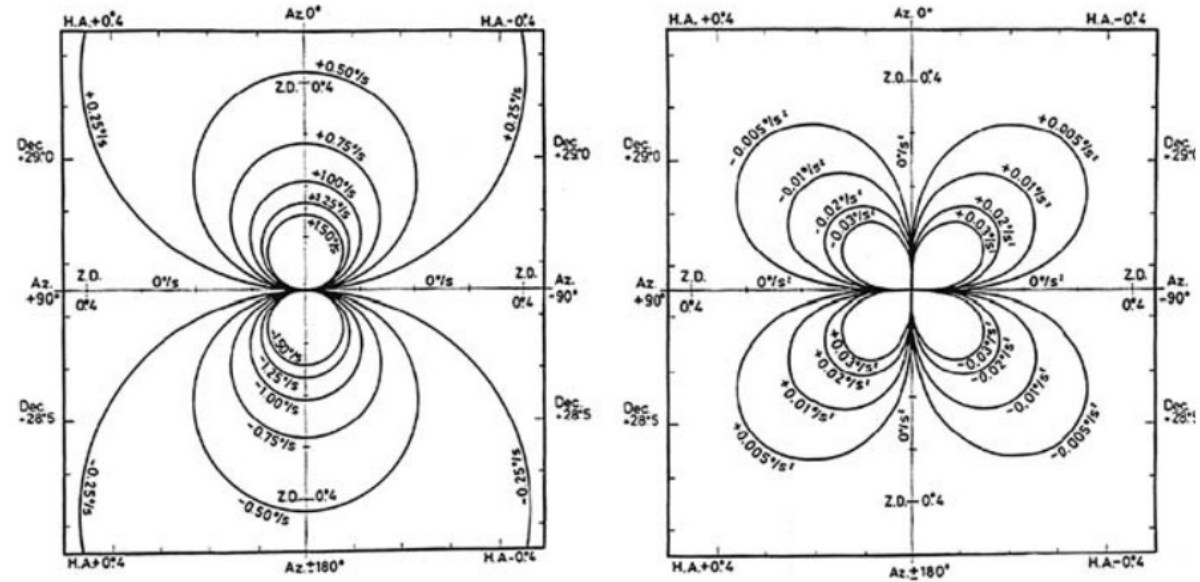 H.A.+0°.4
Az. 0°
H.A.-0°.4
+0.50°/s
Z.D. 0°.4
+0.25°/s
+0.25°/s
Dec.
+29°.0
Dec.
+29°.0
+0.75°/s
+1.00°/s
+1.25°/s
+1.50°/s
Az.
+90°
Z.D.
0°.4
0°/s
0°/s
Z.D.
0°.4
Az.
-90°
-1.50°/s
-1.25°/s
-1.00°/s
-0.75°/s
Dec.
+28°.5
Dec.
+28°.5
-0.25°/s
-0.25°/s
Z.D. 0°.4
-0.50°/s
H.A.+0°.4
Az.±180°
H.A.-0°.4
H.A.+0°.4
Az. 0°
H.A.-0°.4
Z.D. 0°.4
-0.005°/s²
+0.005°/s²
Dec.
+29°.0
0°/s²
Dec.
+29°.0
-0.01°/s²
+0.01°/s²
-0.02°/s²
+0.02°/s²
-0.03°/s²
+0.03°/s²
Az.
+90°
Z.D.
0°.4
0°/s²
0°/s²
Z.D.
0°.4
Az.
-90°
+0.03°/s²
-0.03°/s²
+0.02°/s²
-0.02°/s²
+0.01°/s²
-0.01°/s²
Dec.
+28°.5
0°/s²
Dec.
+28°.5
+0.005°/s²
-0.005°/s²
Z.D. 0°.4
H.A.+0°.4
Az.±180°
H.A.-0°.4